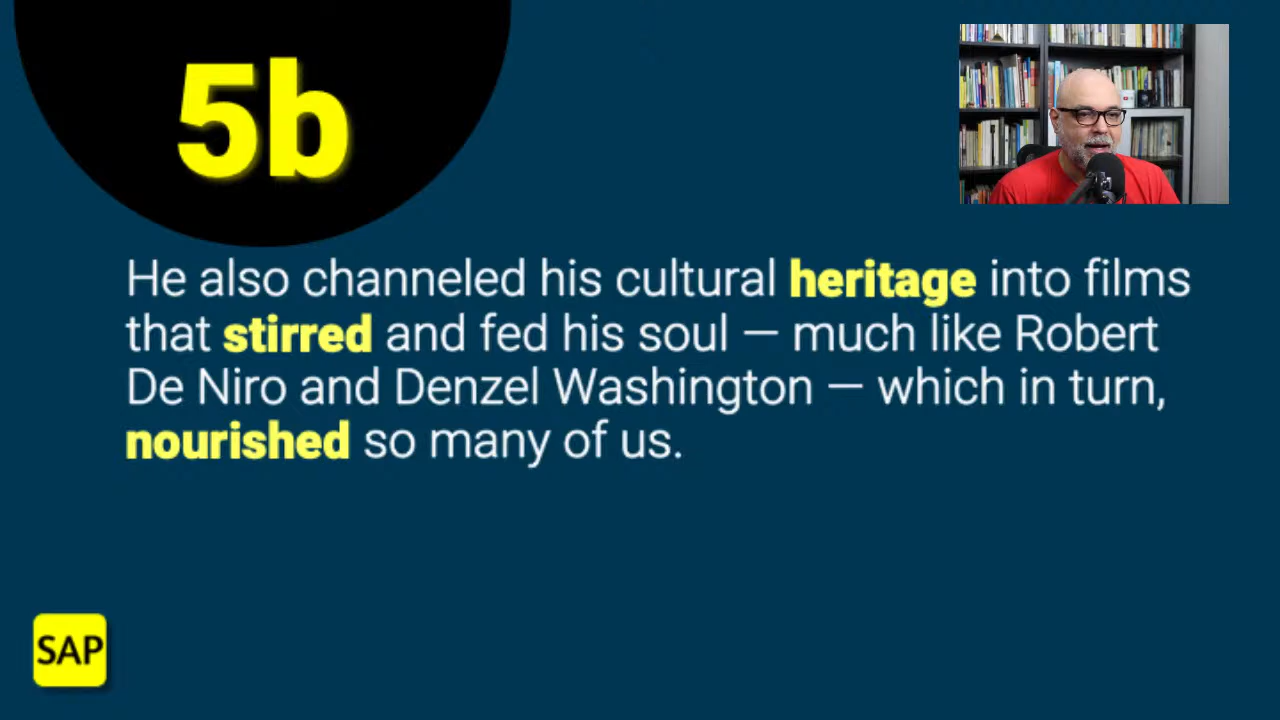 5b
He also channeled his cultural heritage into films
that stirred and fed his soul — much like Robert
De Niro and Denzel Washington — which in turn,
nourished so many of us.
SAP